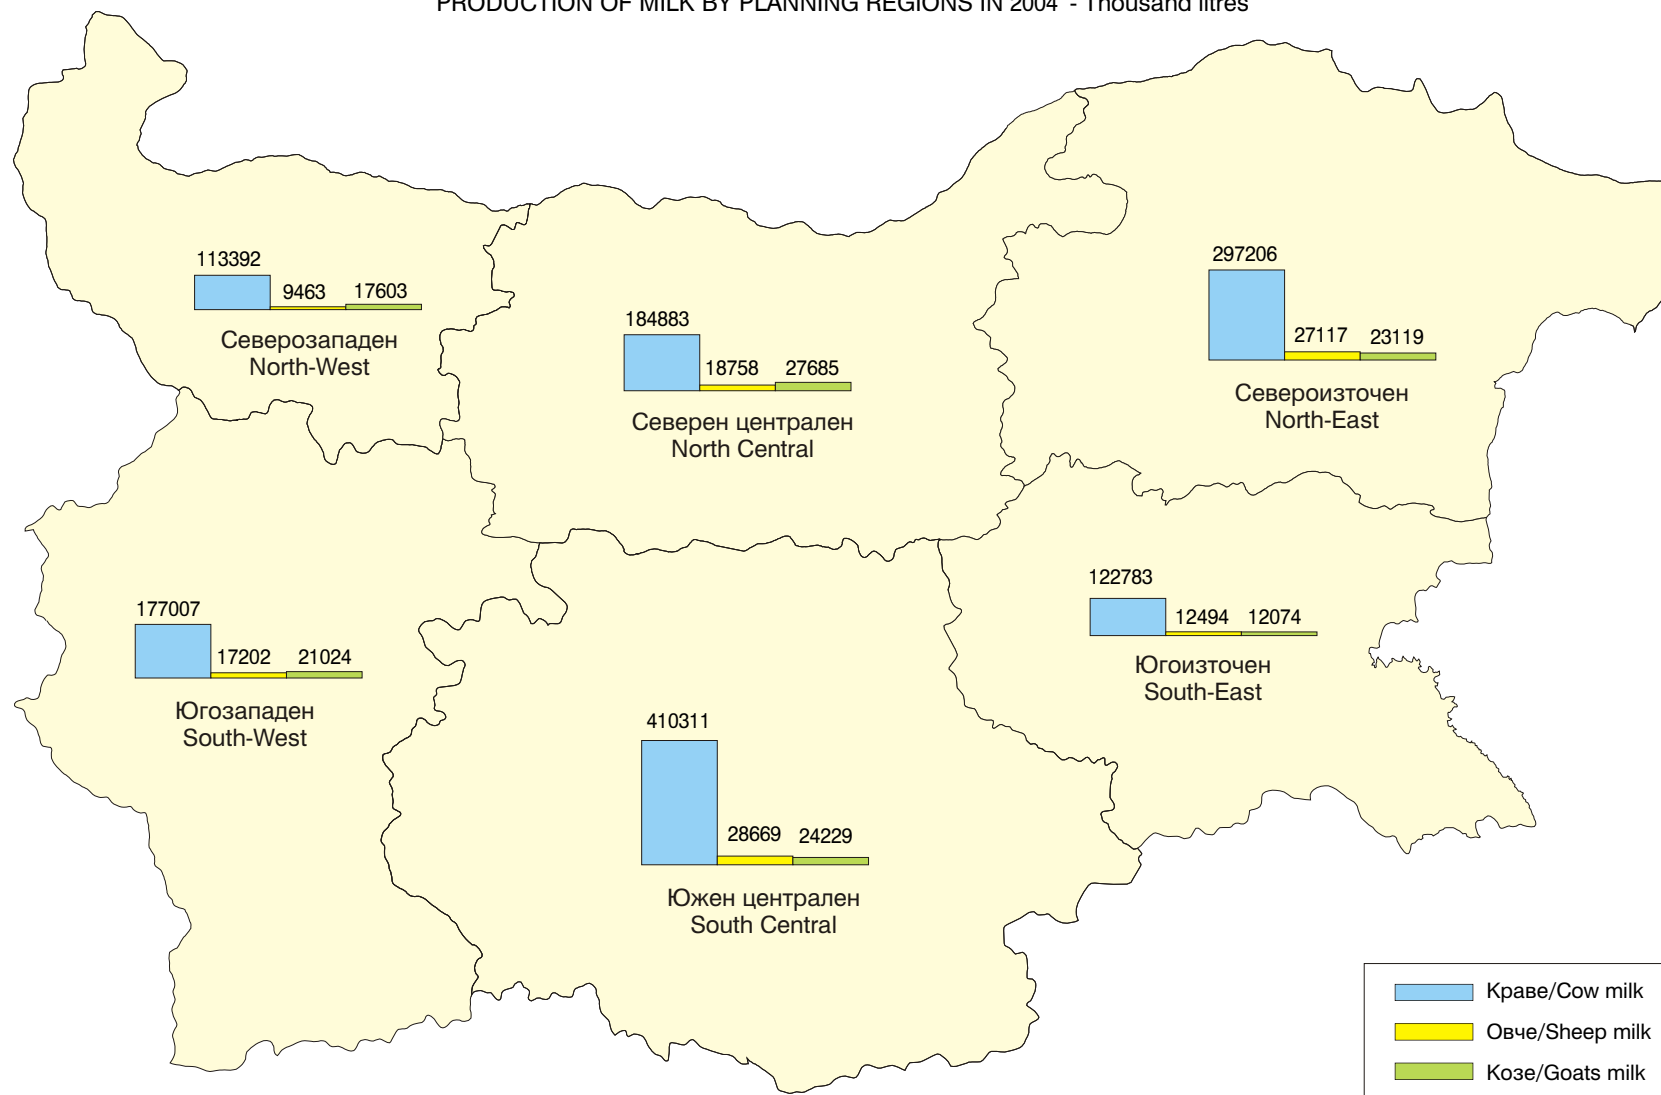 PRODUCTION OF MILK BY PLANNING REGIONS IN 2004 - Thousand litres
113392
9463
17603
Северозападен
North-West
184883
18758
27685
Северен централен
North Central
297206
27117
23119
Североизточен
North-East
177007
17202
21024
Югозападен
South-West
410311
28669
24229
Южен централен
South Central
122783
12494
12074
Югоизточен
South-East
Краве/Cow milk
Овче/Sheep milk
Козе/Goats milk